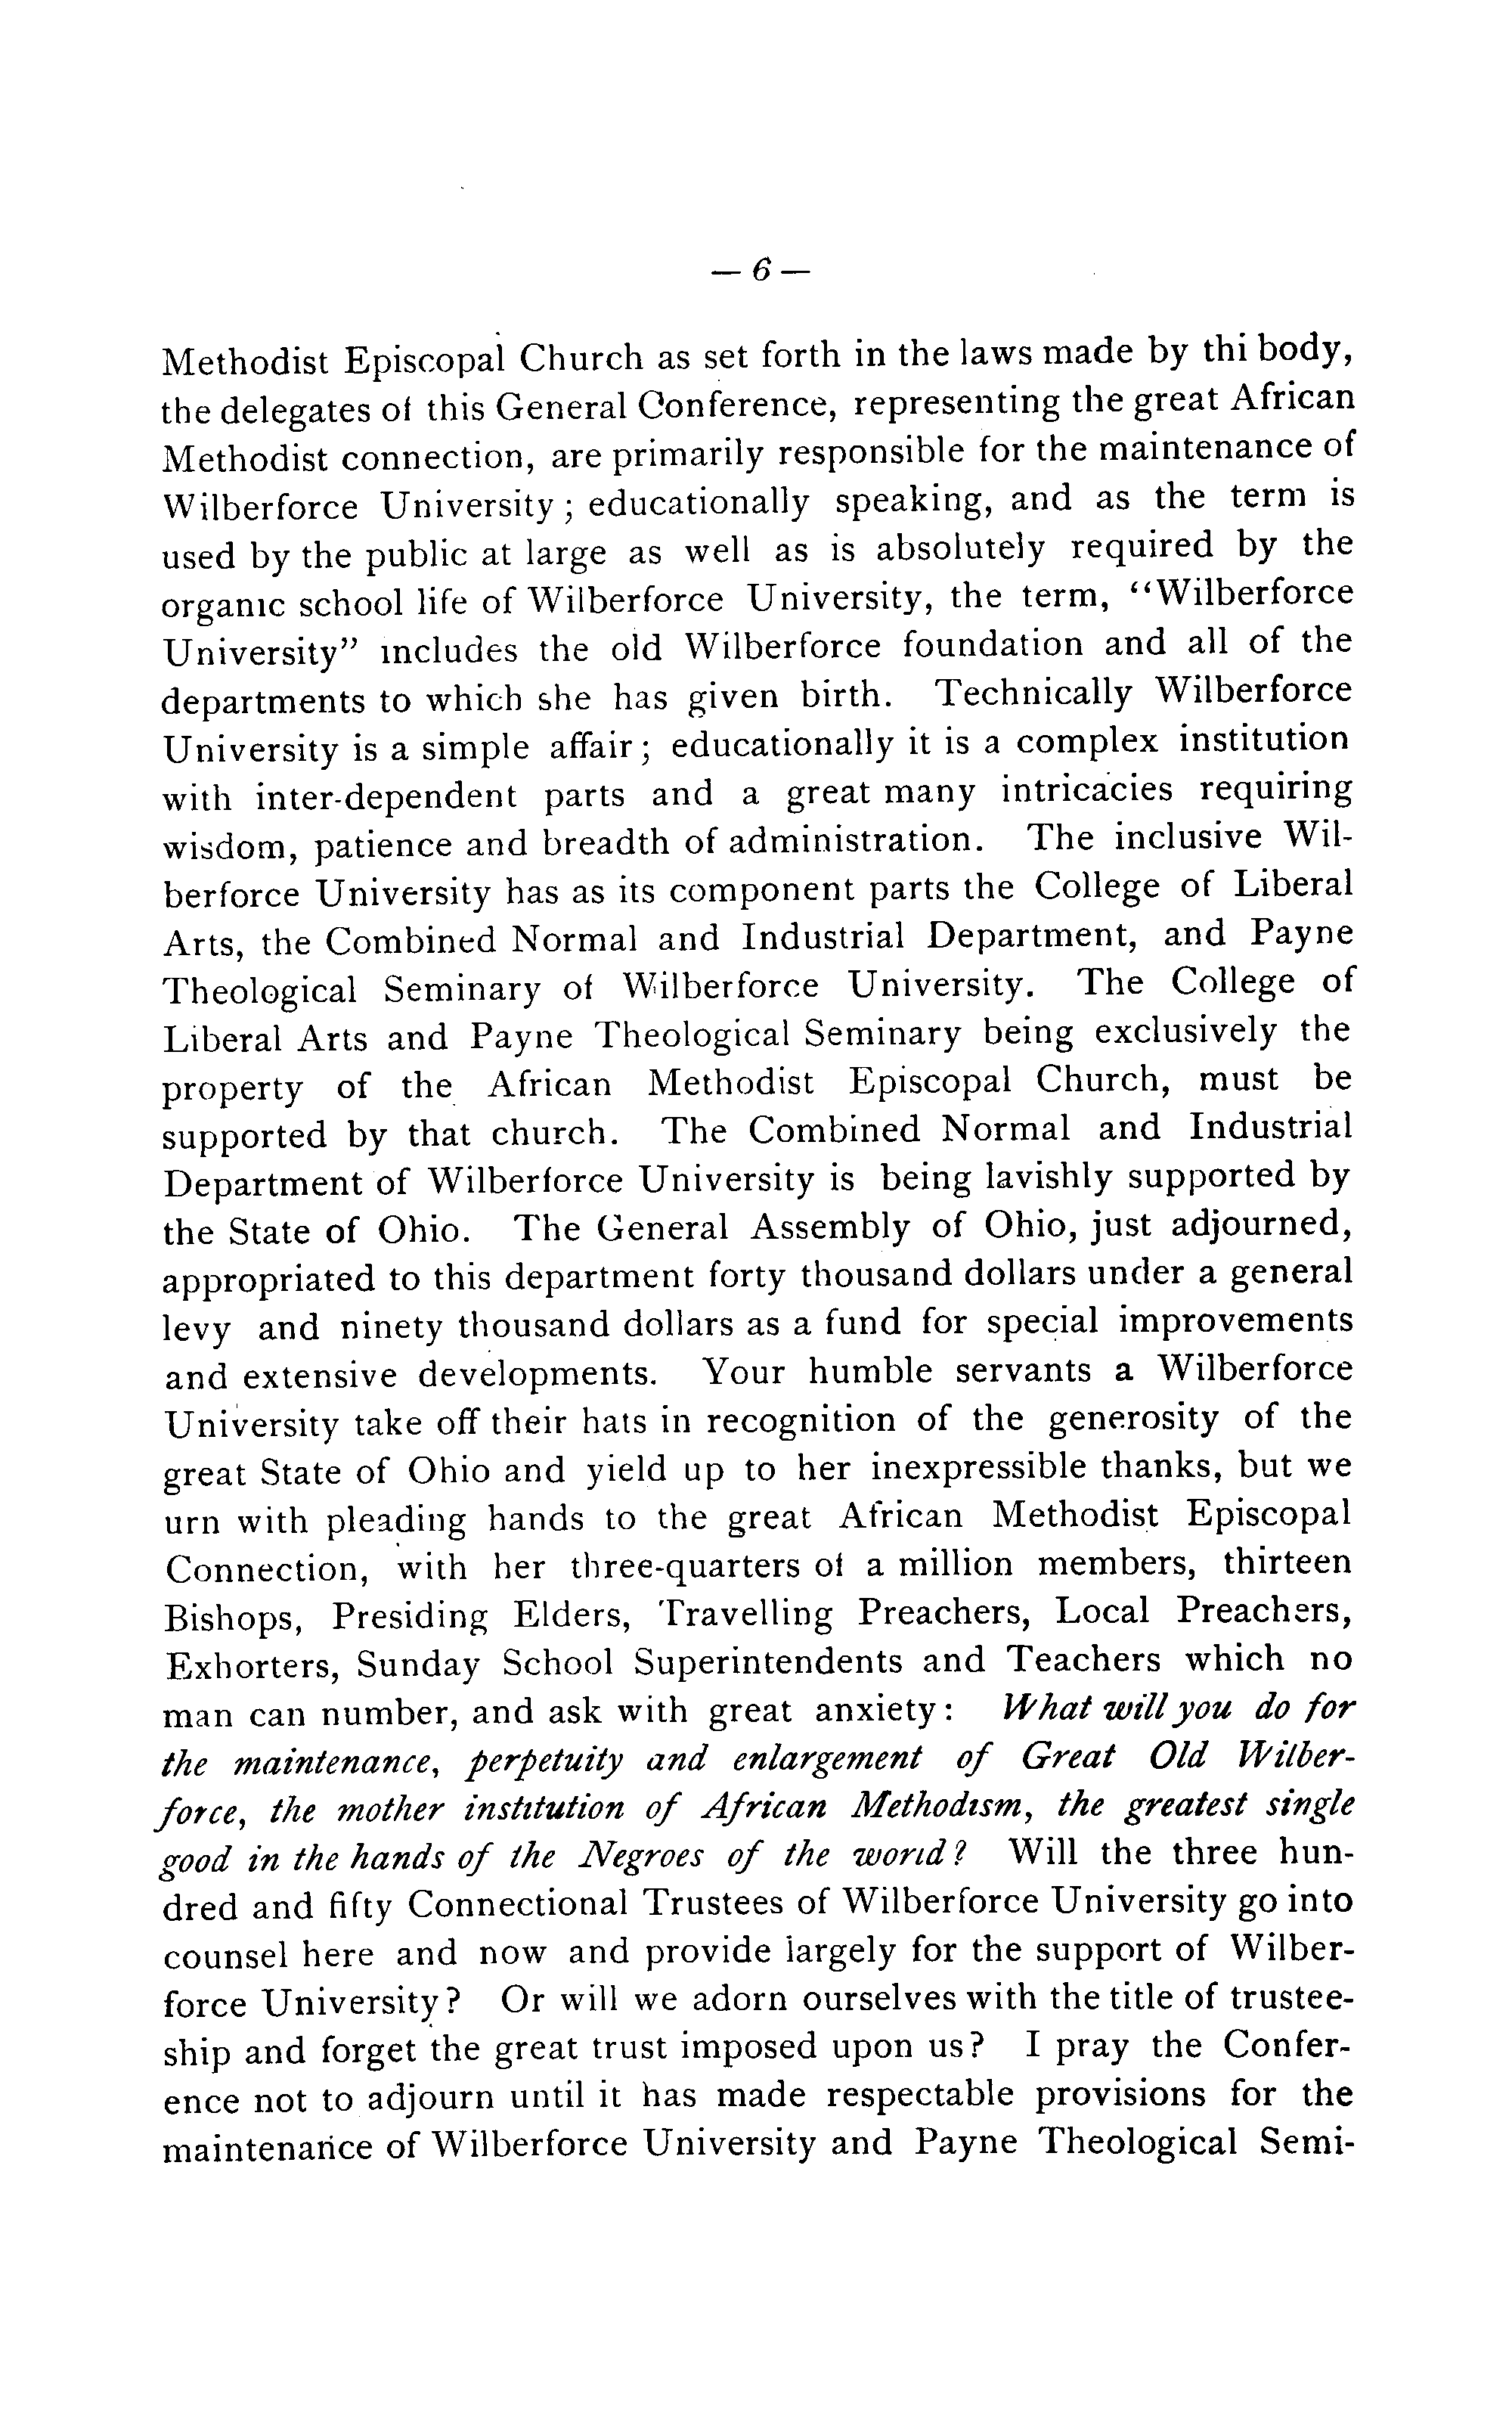 — 6 —
Methodist Episcopal Church as set forth in the laws made by thi body,
the delegates of this General Conference, representing the great African
Methodist connection, are primarily responsible for the maintenance of
Wilberforce University ; educationally speaking, and as the term is
used by the public at large as well as is absolutely required by the
organic school life of Wilberforce University, the term, “Wilberforce
University” includes the old Wilberforce foundation and all of the
departments to which she has given birth. Technically Wilberforce
University is a simple affair ; educationally it is a complex institution
with inter-dependent parts and a great many intricacies requiring
wisdom, patience and breadth of administration. The inclusive Wil-
berforce University has as its component parts the College of Liberal
Arts, the Combined Normal and Industrial Department, and Payne
Theological Seminary of Wilberforce University. The College of
Liberal Arts and Payne Theological Seminary being exclusively the
property of the African Methodist Episcopal Church, must be
supported by that church. The Combined Normal and Industrial
Department of Wilberforce University is being lavishly supported by
the State of Ohio. The General Assembly of Ohio, just adjourned,
appropriated to this department forty thousand dollars under a general
levy and ninety thousand dollars as a fund for special improvements
and extensive developments. Your humble servants a Wilberforce
University take off their hats in recognition of the generosity of the
great State of Ohio and yield up to her inexpressible thanks, but we
urn with pleading hands to the great African Methodist Episcopal
Connection, with her three-quarters of a million members, thirteen
Bishops, Presiding Elders, Travelling Preachers, Local Preachers,
Exhorters, Sunday School Superintendents and Teachers which no
man can number, and ask with great anxiety : What will you do for
the maintenance, perpetuity and enlargement of Great Old Wilber-
force, the mother institution of African Methodism, the greatest single
good in the hands of the Negroes of the world ? Will the three hun-
dred and fifty Connectional Trustees of Wilberforce University go into
counsel here and now and provide largely for the support of Wilber-
force University ? Or will we adorn ourselves with the title of trustee-
ship and forget the great trust imposed upon us ? I pray the Confer-
ence not to adjourn until it has made respectable provisions for the
maintenance of Wilberforce University and Payne Theological Semi-